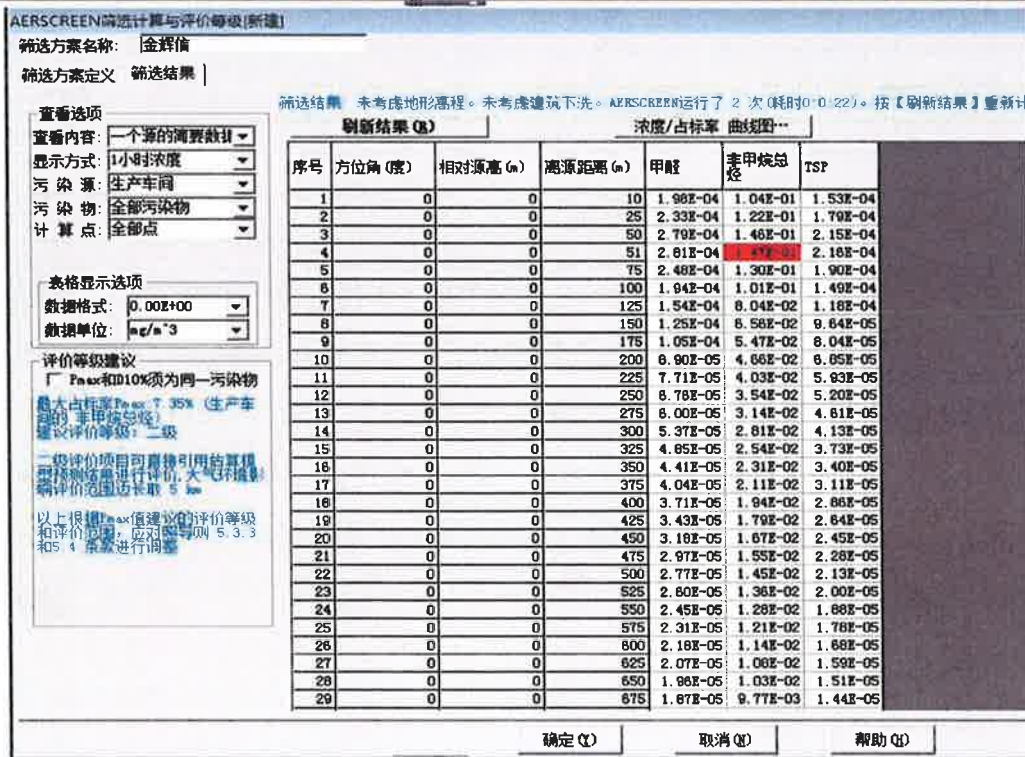 AERSCREEN筛选计算与评价等级[新建]
筛选方案名称: 金辉信
筛选方案定义 筛选结果
查看选项
查看内容: 一个源的简要数据
显示方式: 1小时浓度
污 染 源: 生产车间
污 染 物: 全部污染物
计 算 点: 全部点
表格显示选项
数据格式: 0.00E+00
数据单位: mg/m^3
评价等级建议
Pmax和D10%须为同一污染物
最大占标率Pmax:7.35% (生产车
间的 非甲烷总烃)
建议评价等级: 二级
二级评价项目可直接引用估算模
型预测结果进行评价,大气环境影
响评价范围边长取 5 km
以上根据Pmax值建议的评价等级
和评价范围, 应对照导则 5.3.3
和5.4 条款进行调整
筛选结果 未考虑地形高程。未考虑建筑下洗。AERSCREEN运行了 2 次(耗时0:0:22)。按【刷新结果】重新计
刷新结果(R) 浓度/占标率 曲线图…
序号 方位角(度) 相对源高(m) 离源距离(m) 甲醛 非甲烷总烃 TSP
1 0 0 10 1.98E-04 1.04E-01 1.53E-04
2 0 0 25 2.33E-04 1.22E-01 1.79E-04
3 0 0 50 2.79E-04 1.46E-01 2.15E-04
4 0 0 51 2.81E-04 1.47E-01 2.16E-04
5 0 0 75 2.48E-04 1.30E-01 1.90E-04
6 0 0 100 1.94E-04 1.01E-01 1.49E-04
7 0 0 125 1.54E-04 8.04E-02 1.18E-04
8 0 0 150 1.25E-04 6.56E-02 9.64E-05
9 0 0 175 1.05E-04 5.47E-02 8.04E-05
10 0 0 200 8.90E-05 4.66E-02 6.85E-05
11 0 0 225 7.71E-05 4.03E-02 5.93E-05
12 0 0 250 6.76E-05 3.54E-02 5.20E-05
13 0 0 275 6.00E-05 3.14E-02 4.61E-05
14 0 0 300 5.37E-05 2.81E-02 4.13E-05
15 0 0 325 4.85E-05 2.54E-02 3.73E-05
16 0 0 350 4.41E-05 2.31E-02 3.40E-05
17 0 0 375 4.04E-05 2.11E-02 3.11E-05
18 0 0 400 3.71E-05 1.94E-02 2.86E-05
19 0 0 425 3.43E-05 1.79E-02 2.64E-05
20 0 0 450 3.18E-05 1.67E-02 2.45E-05
21 0 0 475 2.97E-05 1.55E-02 2.28E-05
22 0 0 500 2.77E-05 1.45E-02 2.13E-05
23 0 0 525 2.60E-05 1.36E-02 2.00E-05
24 0 0 550 2.45E-05 1.28E-02 1.88E-05
25 0 0 575 2.31E-05 1.21E-02 1.78E-05
26 0 0 600 2.18E-05 1.14E-02 1.68E-05
27 0 0 625 2.07E-05 1.08E-02 1.59E-05
28 0 0 650 1.96E-05 1.03E-02 1.51E-05
29 0 0 675 1.87E-05 9.77E-03 1.44E-05
确定(Y) 取消(N) 帮助(H)